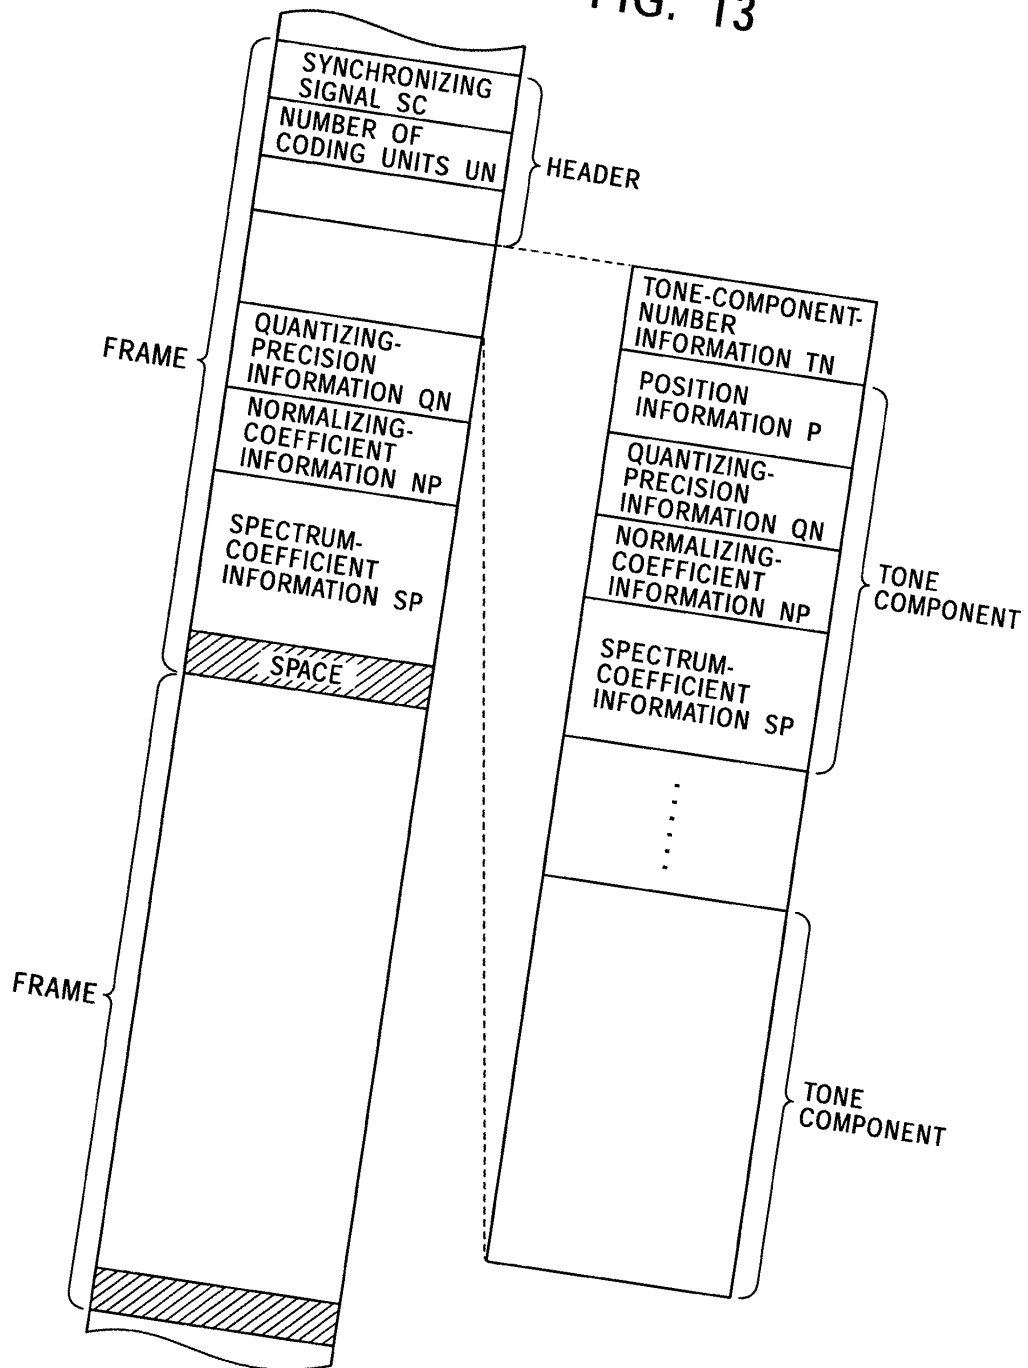 FIG. 13
SYNCHRONIZING
SIGNAL SC
NUMBER OF
CODING UNITS UN
HEADER
FRAME
QUANTIZING-
PRECISION
INFORMATION QN
NORMALIZING-
COEFFICIENT
INFORMATION NP
SPECTRUM-
COEFFICIENT
INFORMATION SP
SPACE
FRAME
TONE-COMPONENT-
NUMBER
INFORMATION TN
POSITION
INFORMATION P
QUANTIZING-
PRECISION
INFORMATION QN
NORMALIZING-
COEFFICIENT
INFORMATION NP
SPECTRUM-
COEFFICIENT
INFORMATION SP
TONE
COMPONENT
TONE
COMPONENT